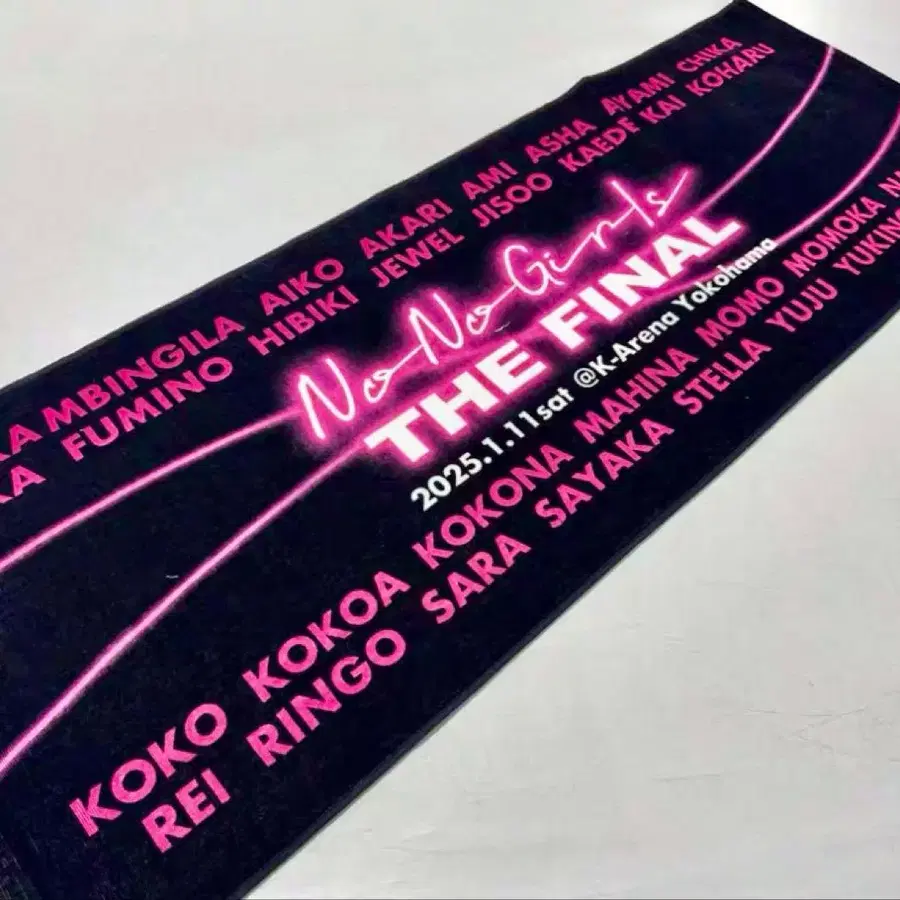 MBINGILA AIKO AKARI AMI ASHA AYAMI CHIKA
FUMINO HIBIKI JEWEL JISOO KAEDE KAI KOHARU
No No Girls
THE FINAL
2025.1.11sat @K-Arena Yokohama
KOKO KOKOA KOKONA MAHINA MOMO MOMOKA
REI RINGO SARA SAYAKA STELLA YUJU